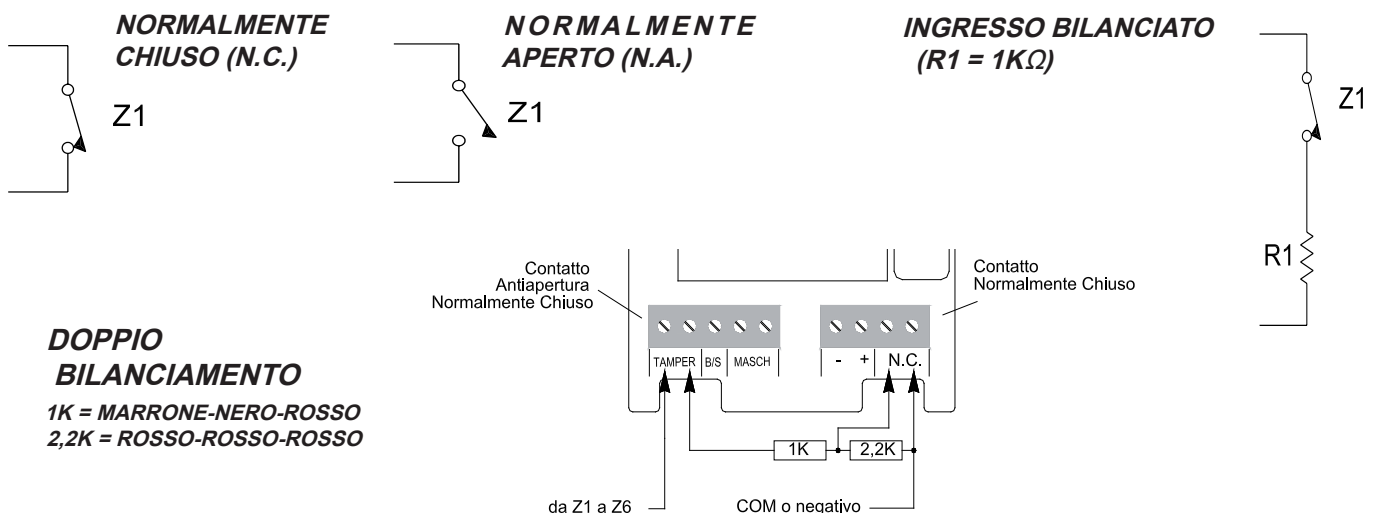 NORMALMENTE
CHIUSO (N.C.)
Z1
NORMALMENTE
APERTO (N.A.)
Z1
INGRESSO BILANCIATO
(R1 = 1KΩ)
Z1
R1
DOPPIO
BILANCIAMENTO
1K = MARRONE-NERO-ROSSO
2,2K = ROSSO-ROSSO-ROSSO
Contatto
Antiapertura
Normalmente Chiuso
Contatto
Normalmente Chiuso
TAMPER B/S MASCH - + N.C.
1K 2,2K
da Z1 a Z6 COM o negativo